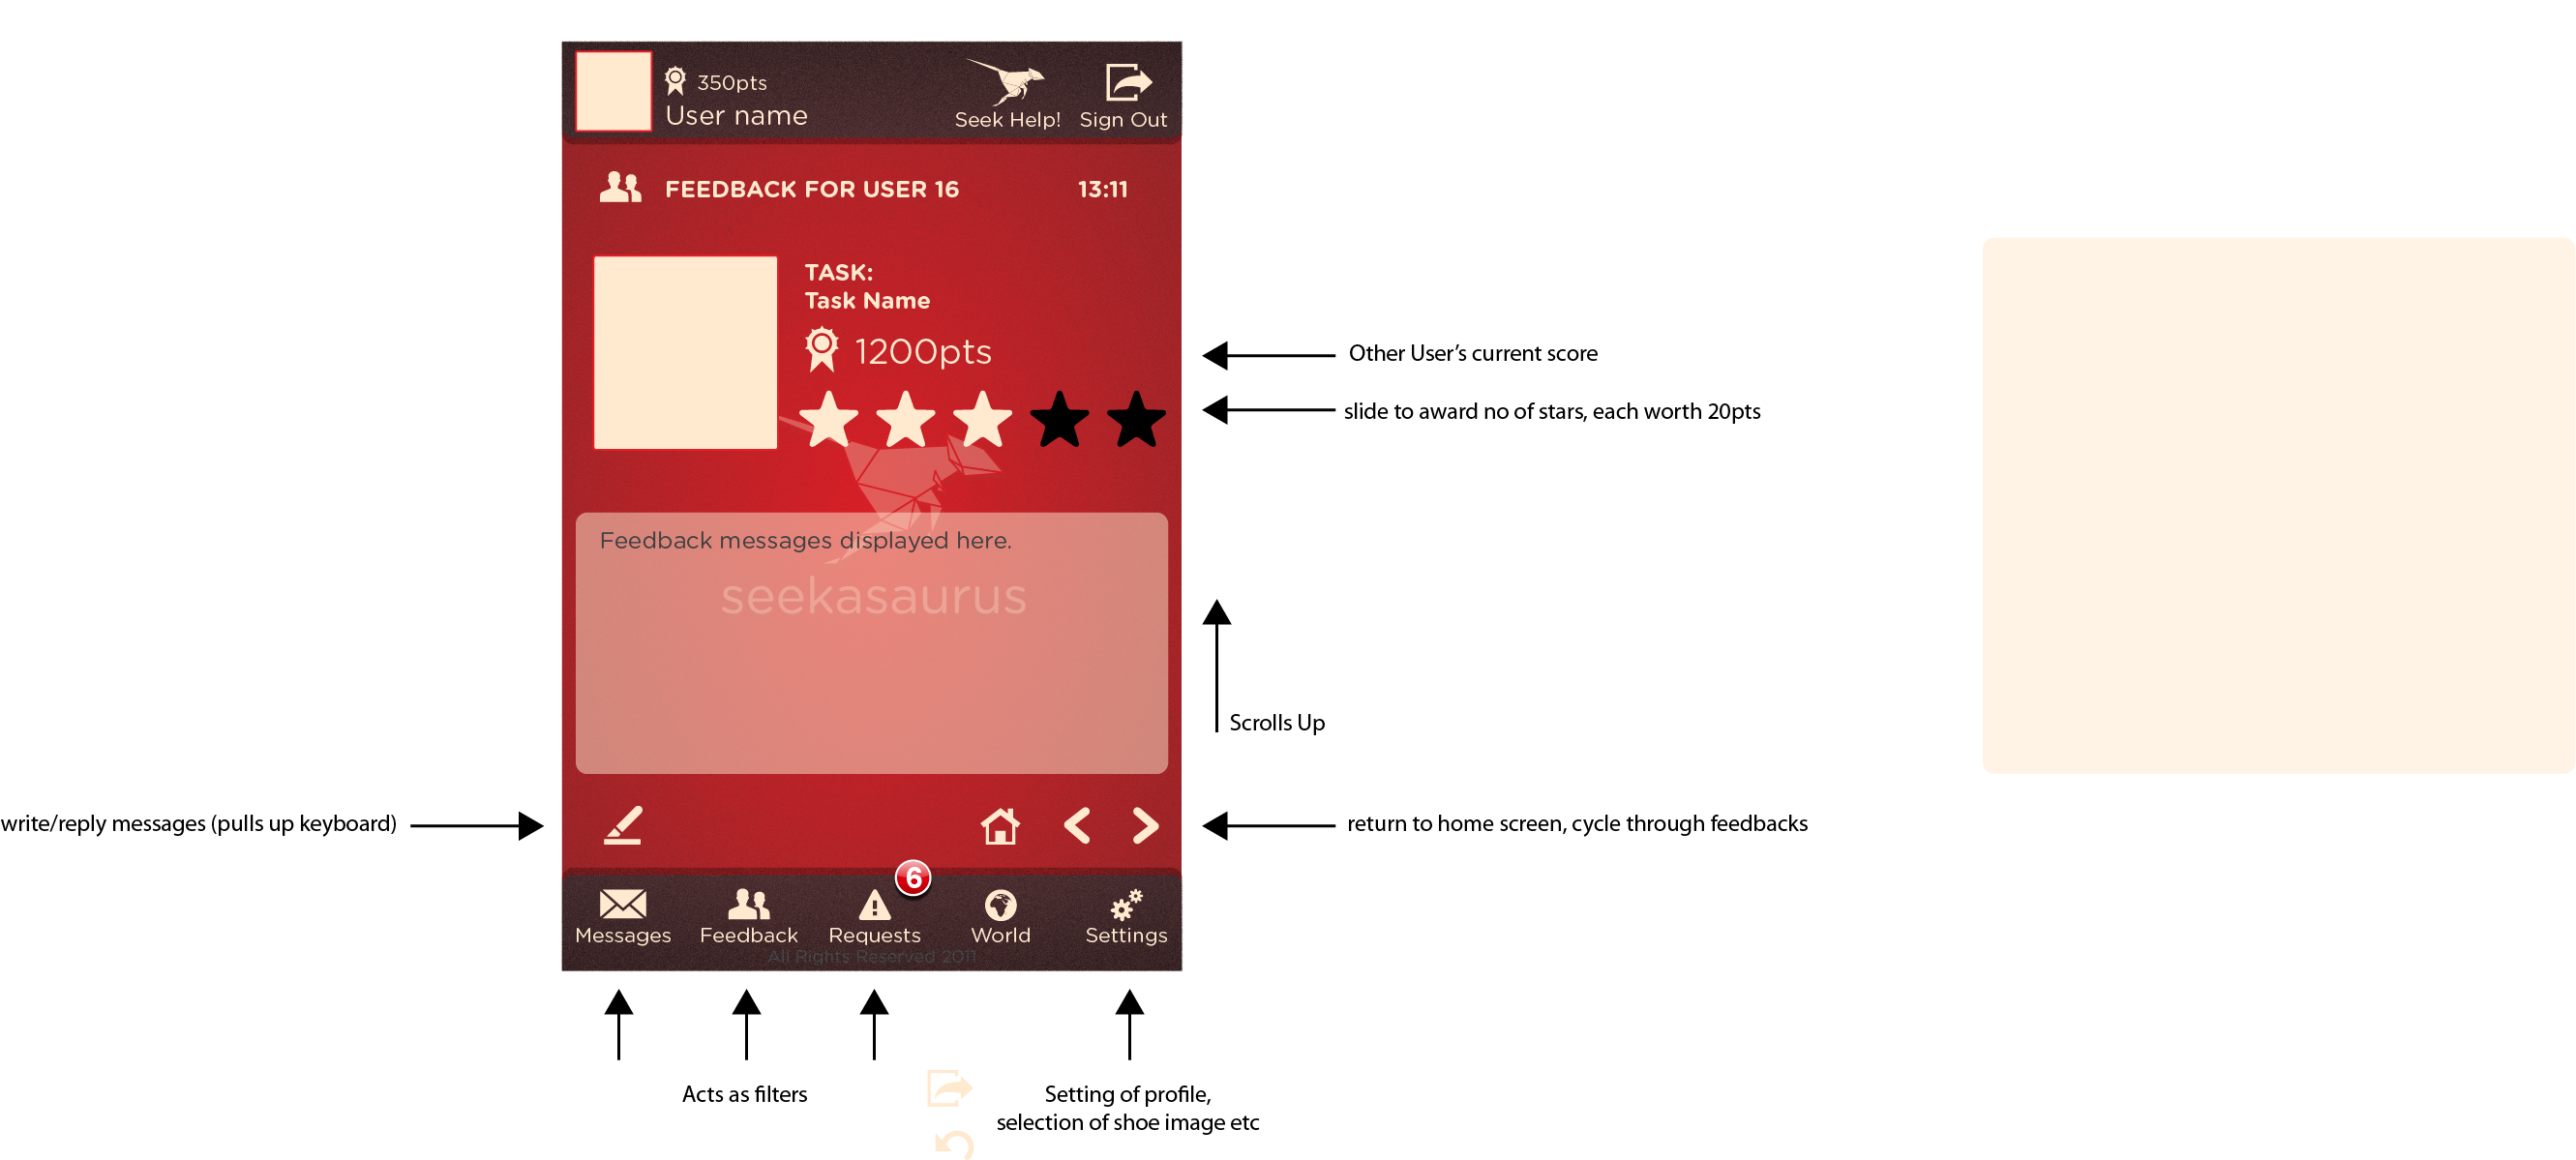 350pts
User name
Seek Help!
Sign Out
FEEDBACK FOR USER 16
13:11
TASK:
Task Name
1200pts
Other User’s current score
slide to award no of stars, each worth 20pts
Feedback messages displayed here.
seekasaurus
Scrolls Up
write/reply messages (pulls up keyboard)
return to home screen, cycle through feedbacks
6
Messages
Feedback
Requests
World
Settings
All Rights Reserved 2011
Acts as filters
Setting of profile,
selection of shoe image etc